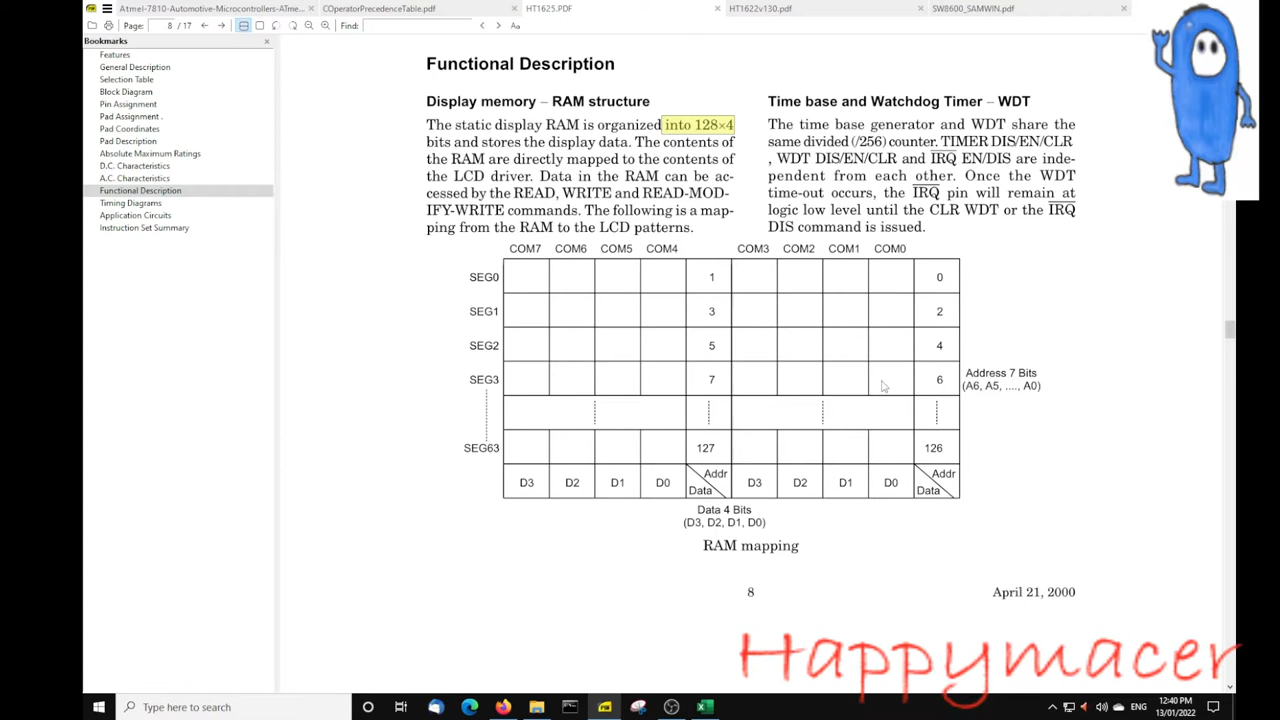 Atmel-7810-Automotive-Microcontrollers-ATme... × COperatorPrecedenceTable.pdf × HT1625.PDF × HT1622v130.pdf × SW8600_SAMWIN.pdf ×
Page: 8 / 17 Find: Aa
Bookmarks ×
Features
General Description
Selection Table
Block Diagram
Pin Assignment
Pad Assignment .
Pad Coordinates
Pad Description
Absolute Maximum Ratings
D.C. Characteristics
A.C. Characteristics
Functional Description
Timing Diagrams
Application Circuits
Instruction Set Summary
Functional Description
Display memory – RAM structure
The static display RAM is organized into 128×4
bits and stores the display data. The contents of
the RAM are directly mapped to the contents of
the LCD driver. Data in the RAM can be ac-
cessed by the READ, WRITE and READ-MOD-
IFY-WRITE commands. The following is a map-
ping from the RAM to the LCD patterns.
Time base and Watchdog Timer – WDT
The time base generator and WDT share the
same divided (/256) counter. TIMER DIS/EN/CLR
, WDT DIS/EN/CLR and IRQ EN/DIS are inde-
pendent from each other. Once the WDT
time-out occurs, the IRQ pin will remain at
logic low level until the CLR WDT or the IRQ
DIS command is issued.
COM7 COM6 COM5 COM4 COM3 COM2 COM1 COM0
SEG0 1 0
SEG1 3 2
SEG2 5 4
SEG3 7 6
Address 7 Bits
(A6, A5, ...., A0)
SEG63 127 126
D3 D2 D1 D0 Addr Data D3 D2 D1 D0 Addr Data
Data 4 Bits
(D3, D2, D1, D0)
RAM mapping
8 April 21, 2000
Happymacer
Type here to search
ENG
12:40 PM
13/01/2022